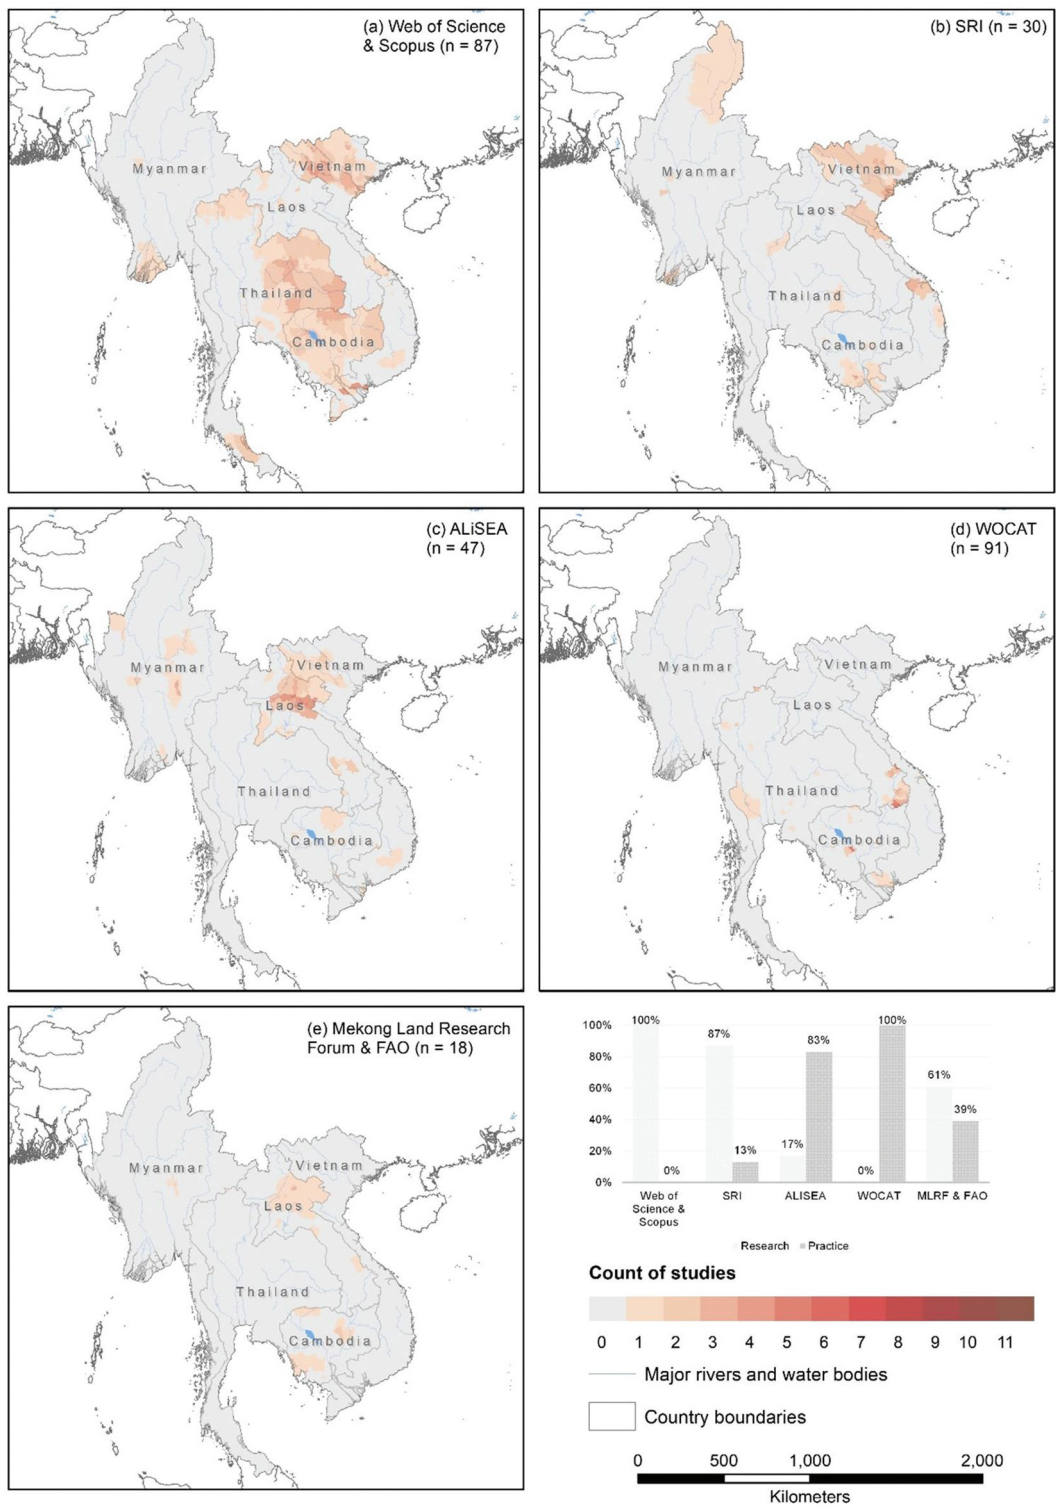 (a) Web of Science
& Scopus (n = 87)
Myanmar
Vietnam
Laos
Thailand
Cambodia
(b) SRI (n = 30)
Myanmar
Vietnam
Laos
Thailand
Cambodia
(c) ALiSEA
(n = 47)
Myanmar
Vietnam
Laos
Thailand
Cambodia
(d) WOCAT
(n = 91)
Myanmar
Vietnam
Laos
Thailand
Cambodia
(e) Mekong Land Research
Forum & FAO (n = 18)
Myanmar
Vietnam
Laos
Thailand
Cambodia
100%
80%
60%
40%
20%
0%
100%
0%
87%
13%
17%
83%
0%
100%
61%
39%
Web of
Science &
Scopus
SRI
ALISEA
WOCAT
MLRF & FAO
Research Practice
Count of studies
0 1 2 3 4 5 6 7 8 9 10 11
Major rivers and water bodies
Country boundaries
0 500 1,000 2,000
Kilometers